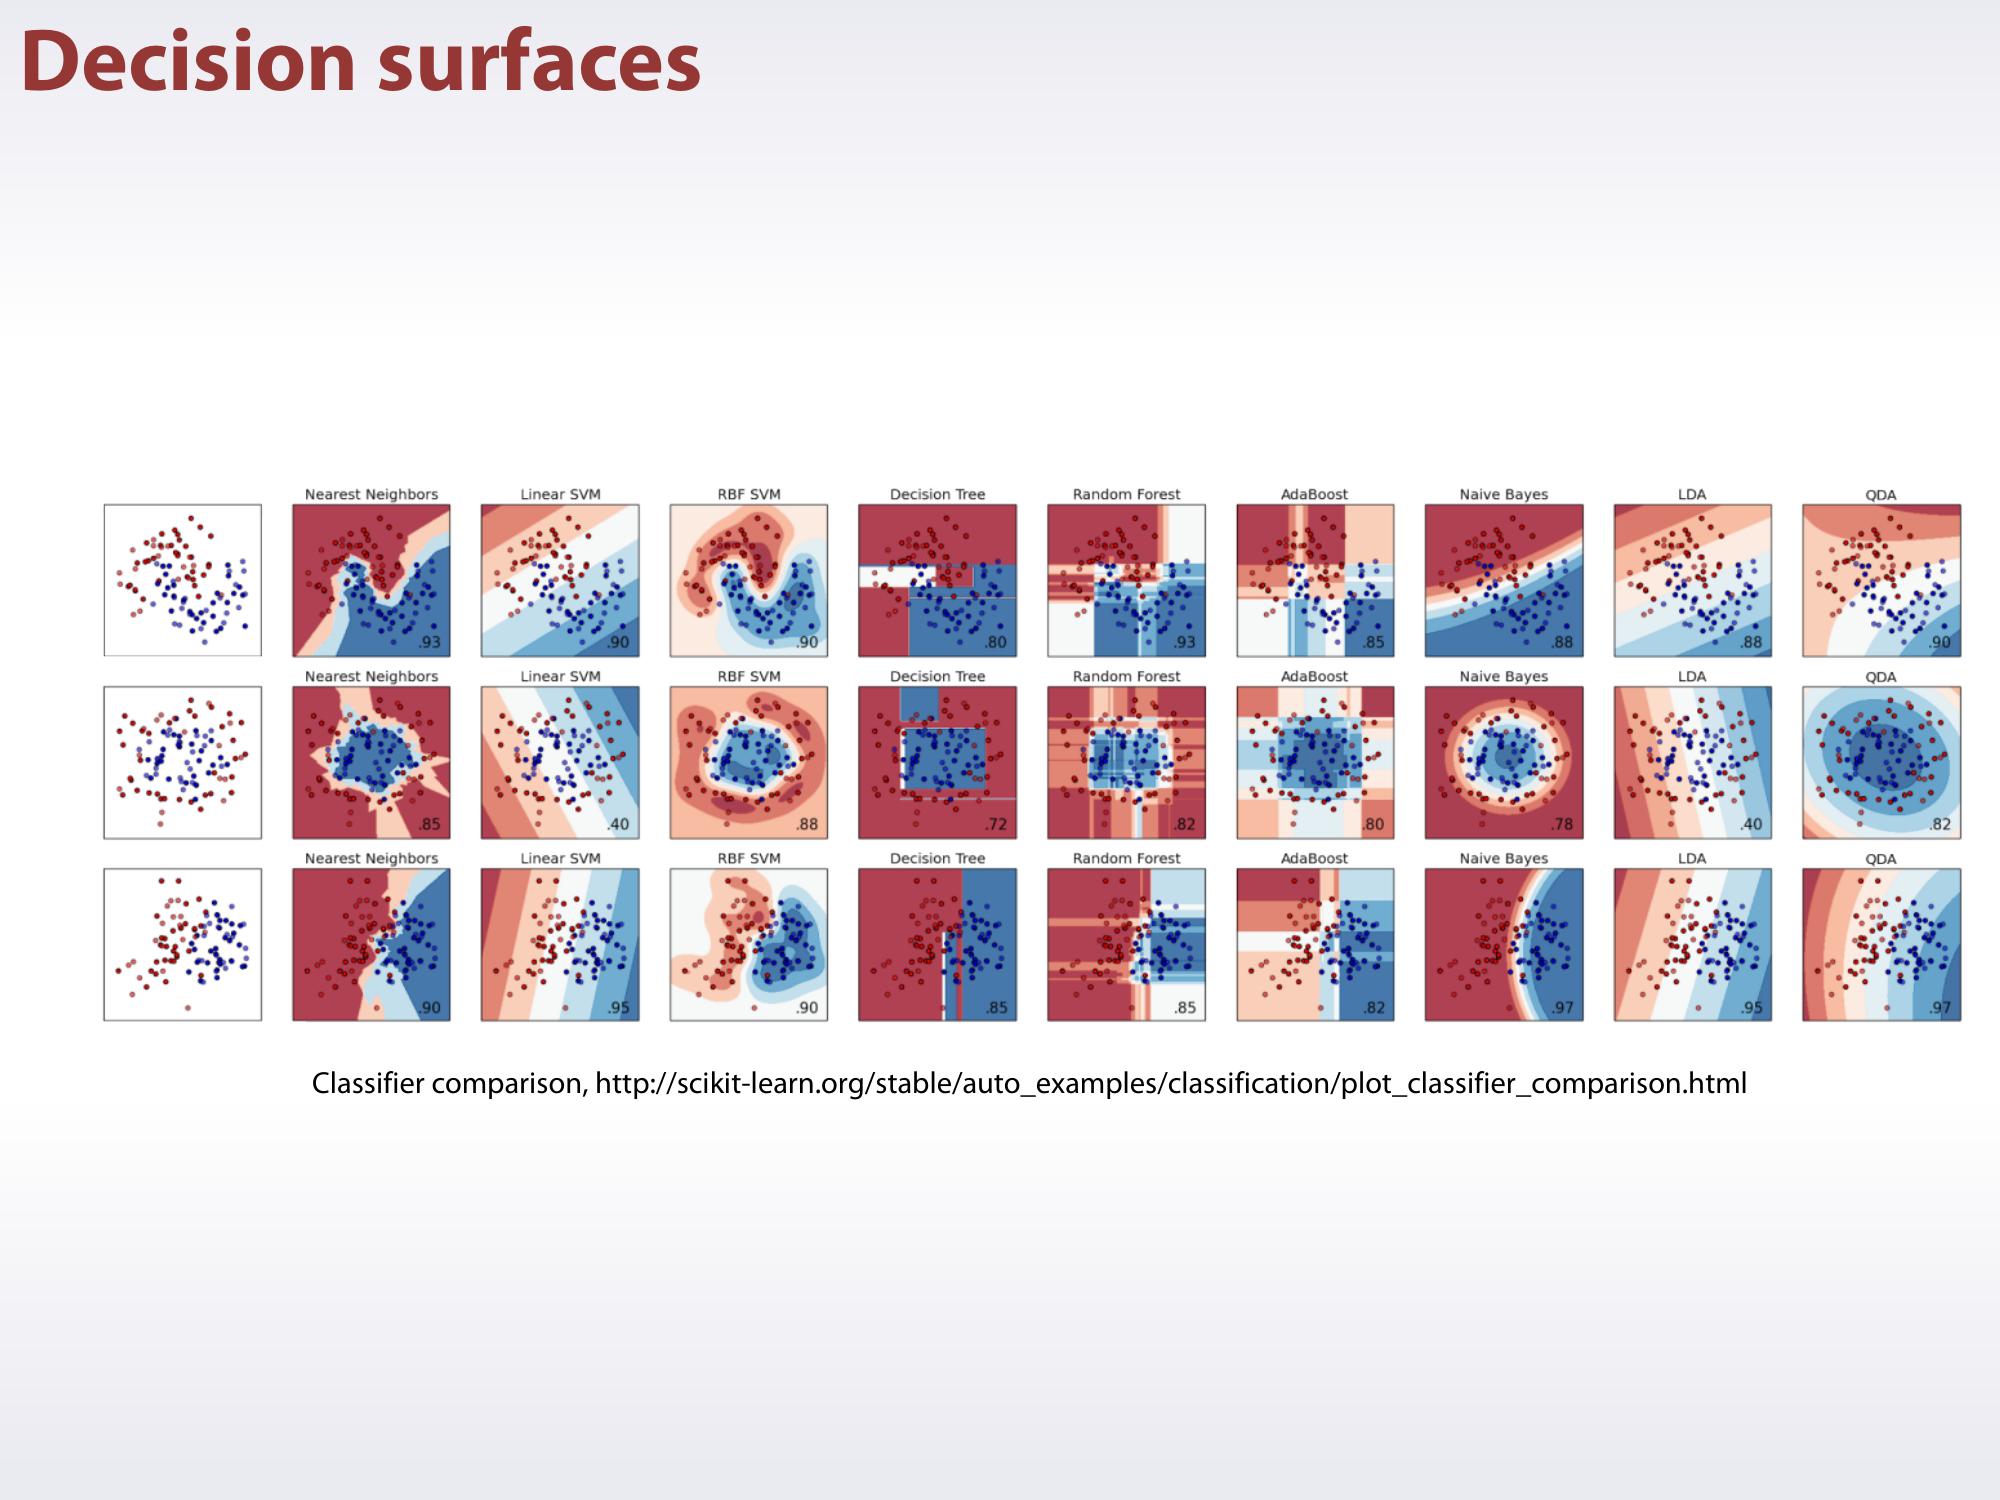 Decision surfaces
Nearest Neighbors Linear SVM RBF SVM Decision Tree Random Forest AdaBoost Naive Bayes LDA QDA
.93 .90 .90 .80 .93 .85 .88 .88 .90
Nearest Neighbors Linear SVM RBF SVM Decision Tree Random Forest AdaBoost Naive Bayes LDA QDA
.85 .40 .88 .72 .82 .80 .78 .40 .82
Nearest Neighbors Linear SVM RBF SVM Decision Tree Random Forest AdaBoost Naive Bayes LDA QDA
.90 .95 .90 .85 .85 .82 .97 .95 .97
Classifier comparison, http://scikit-learn.org/stable/auto_examples/classification/plot_classifier_comparison.html